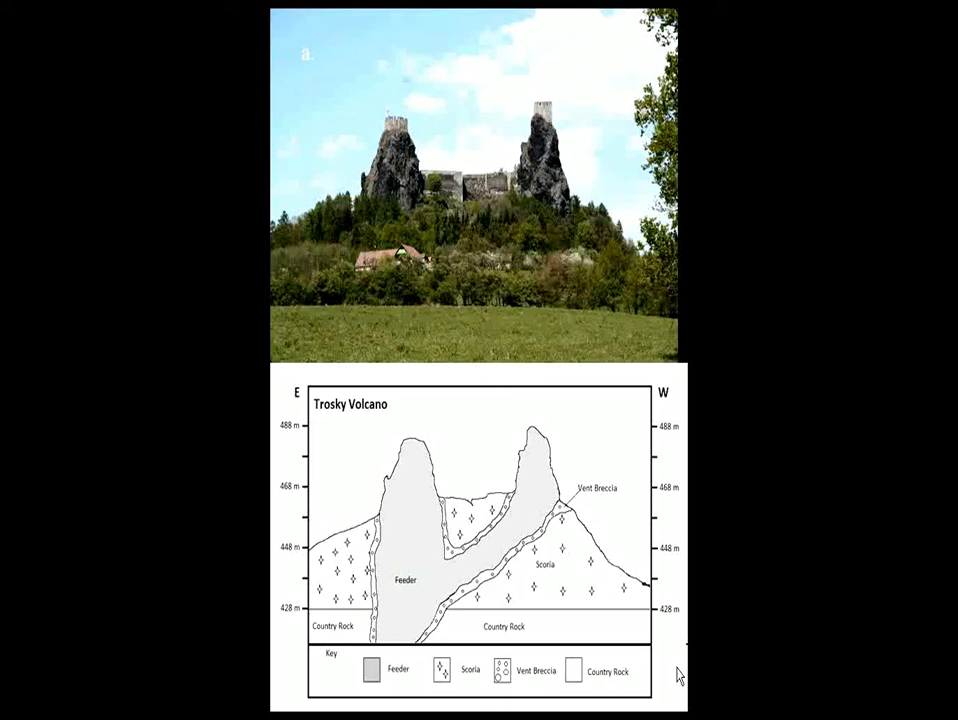 a.
E
W
Trosky Volcano
488 m
488 m
468 m
468 m
Vent Breccia
448 m
448 m
Scoria
Feeder
428 m
428 m
Country Rock
Country Rock
Key
Feeder
Scoria
Vent Breccia
Country Rock